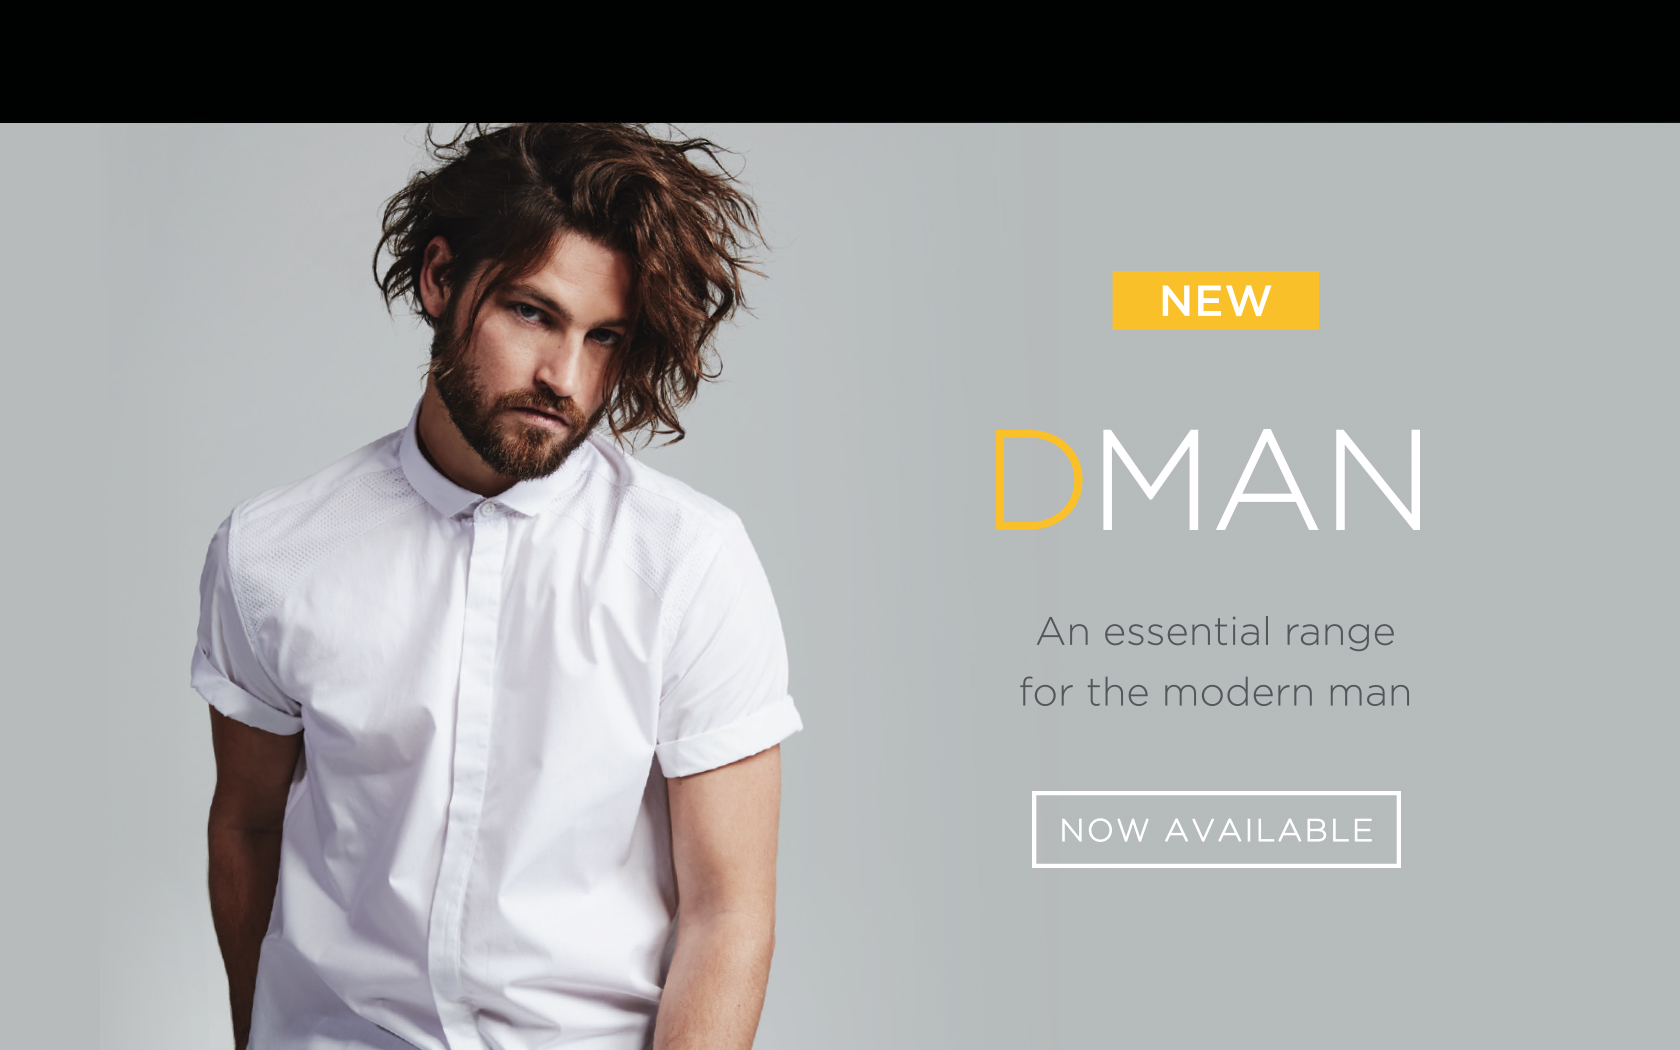 NEW
DMAN
An essential range
for the modern man
NOW AVAILABLE